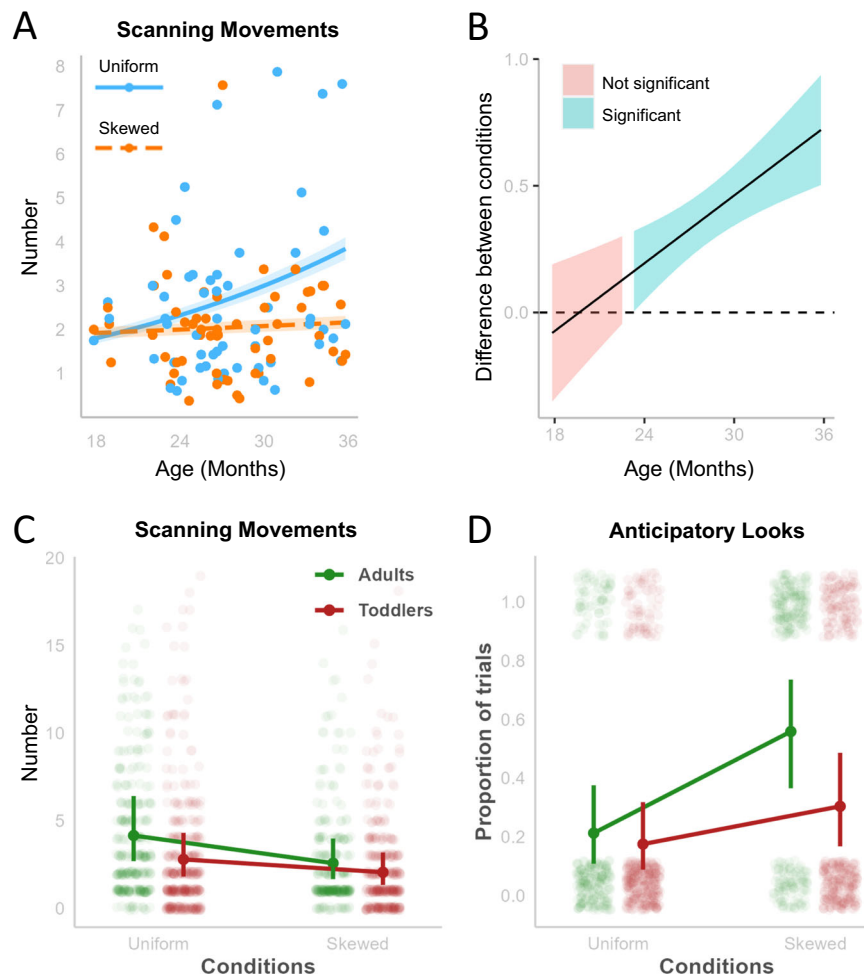 A
Scanning Movements
Number
8
7
6
5
4
3
2
1
Uniform
Skewed
18
24
30
36
Age (Months)
B
Difference between conditions
1.0
0.5
0.0
Not significant
Significant
18
24
30
36
Age (Months)
C
Scanning Movements
Number
20
15
10
5
0
Adults
Toddlers
Uniform
Skewed
Conditions
D
Anticipatory Looks
Proportion of trials
1.0
0.8
0.6
0.4
0.2
0.0
Uniform
Skewed
Conditions